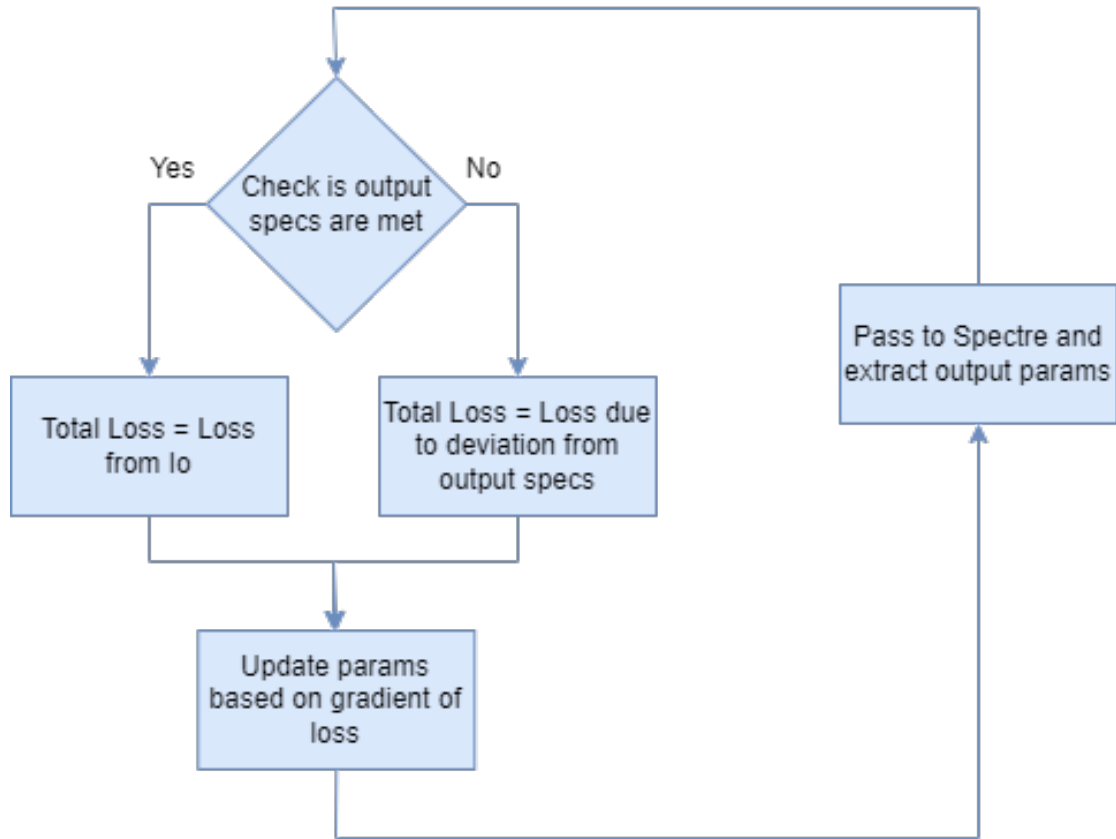 Yes
No
Check is output
specs are met
Pass to Spectre and
extract output params
Total Loss = Loss
from Io
Total Loss = Loss due
to deviation from
output specs
Update params
based on gradient of
loss